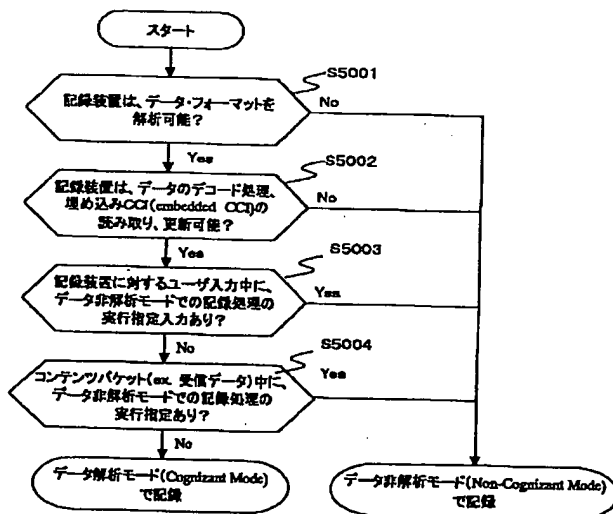 スタート
S5001
記録装置は、データ・フォーマットを
解析可能？
No
Yes
S5002
記録装置は、データのデコード処理、
埋め込みCCI(embedded CCI)の
読み取り、更新可能？
No
Yes
S5003
記録装置に対するユーザ入力中に、
データ非解析モードでの記録処理の
実行指定入力あり？
Yes
No
S5004
コンテンツパケット(ex. 受信データ)中に、
データ非解析モードでの記録処理の
実行指定あり？
Yes
No
データ解析モード(Cognizant Mode)
で記録
データ非解析モード(Non-Cognizant Mode)
で記録